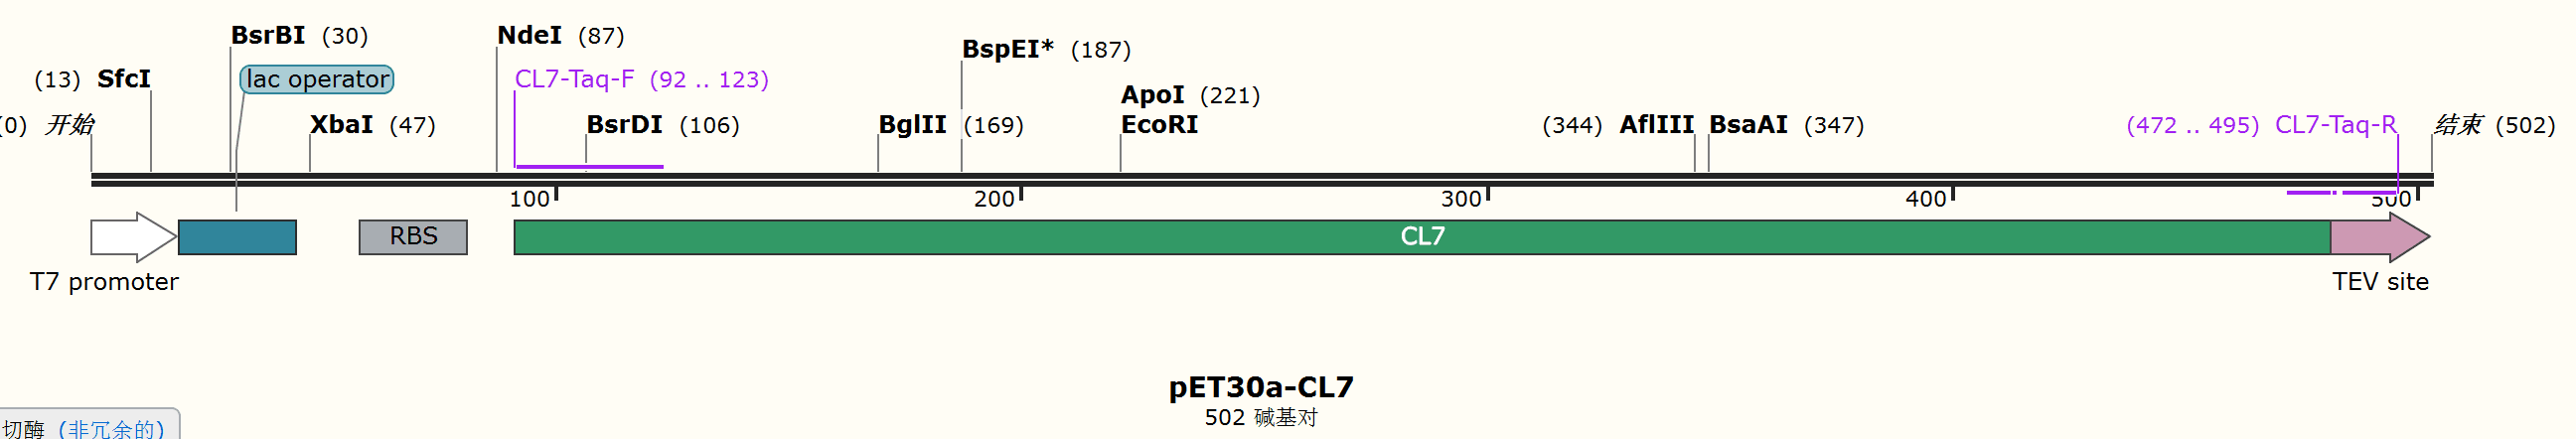 BsrBI (30)
NdeI (87)
BspEI* (187)
(13) SfcI
lac operator
CL7-Taq-F (92 .. 123)
ApoI (221)
(0) 开始
XbaI (47)
BsrDI (106)
BglII (169)
EcoRI
(344) AflIII
BsaAI (347)
(472 .. 495) CL7-Taq-R
结束 (502)
100
200
300
400
500
RBS
CL7
T7 promoter
TEV site
pET30a-CL7
502 碱基对
切酶 (非冗余的)